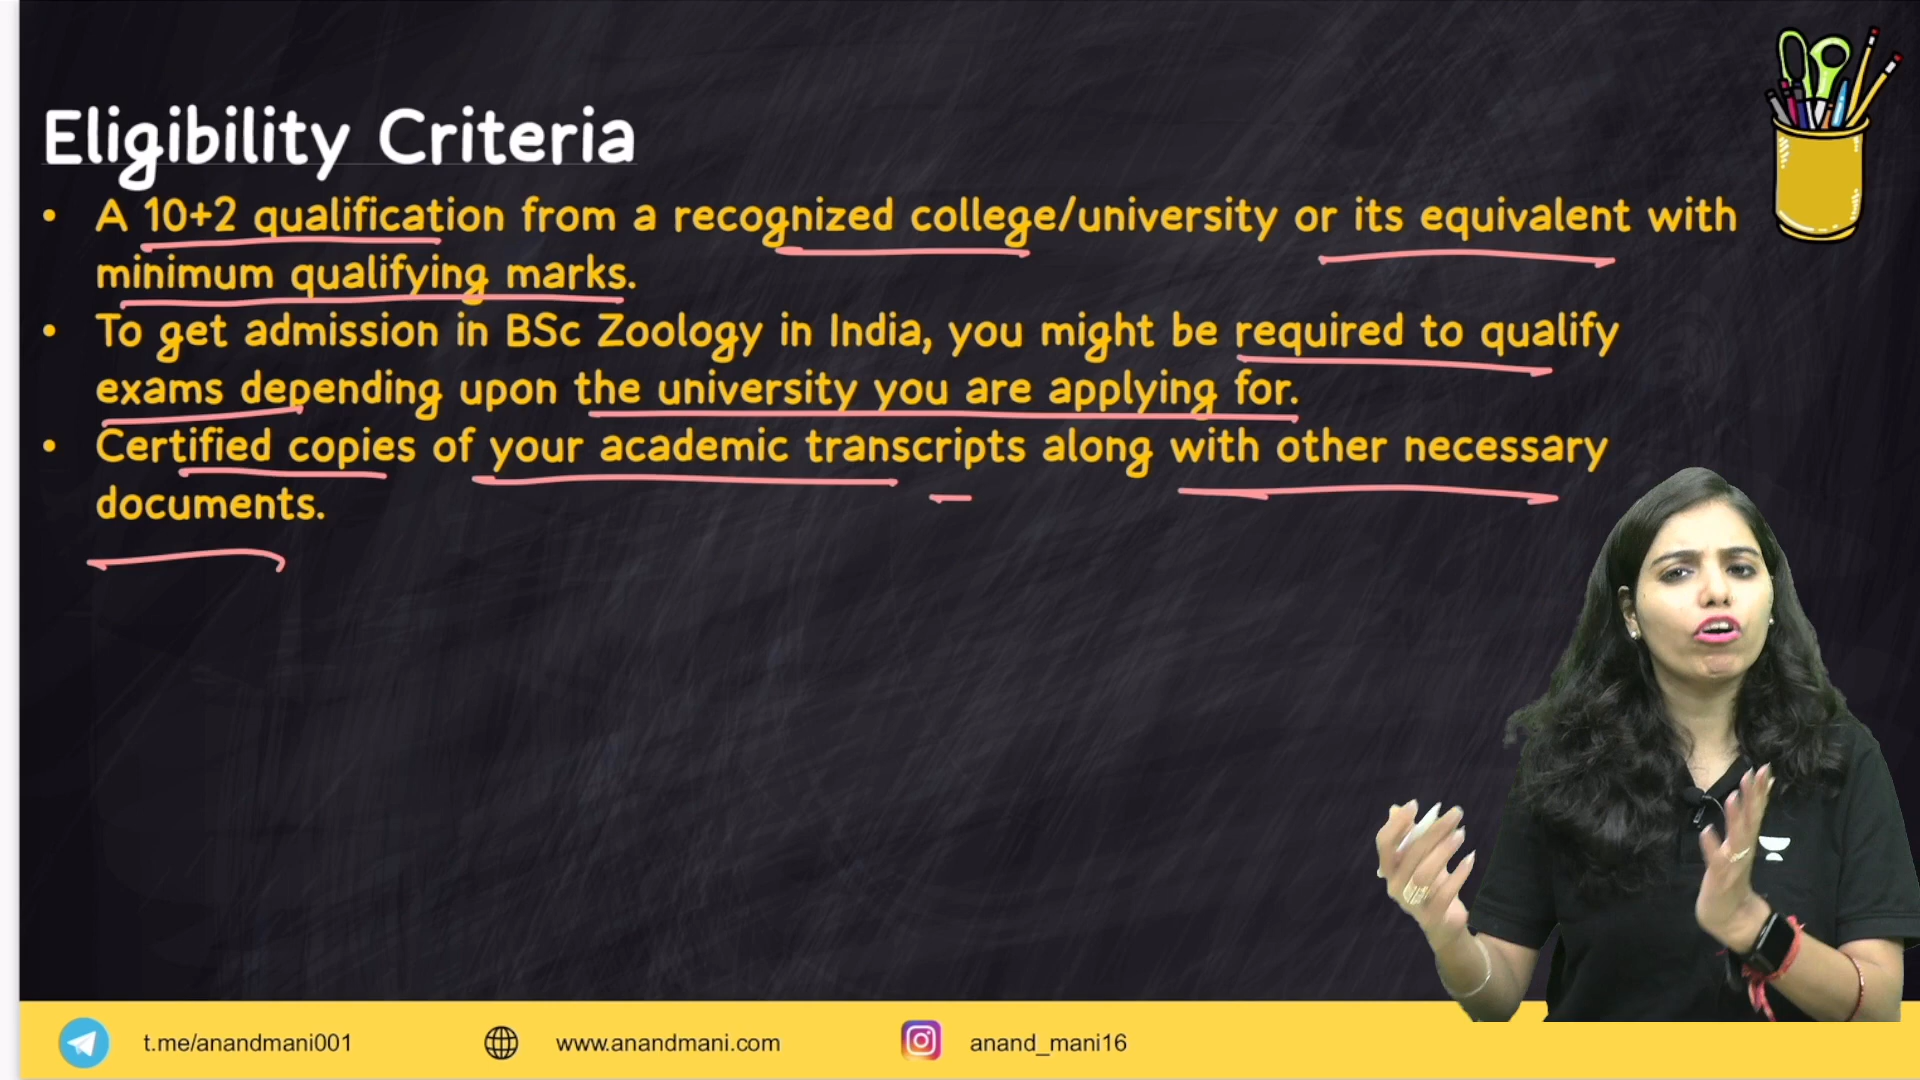 Eligibility Criteria
• A 10+2 qualification from a recognized college/university or its equivalent with
minimum qualifying marks.
• To get admission in BSc Zoology in India, you might be required to qualify
exams depending upon the university you are applying for.
• Certified copies of your academic transcripts along with other necessary
documents.
t.me/anandmani001 www.anandmani.com anand_mani16